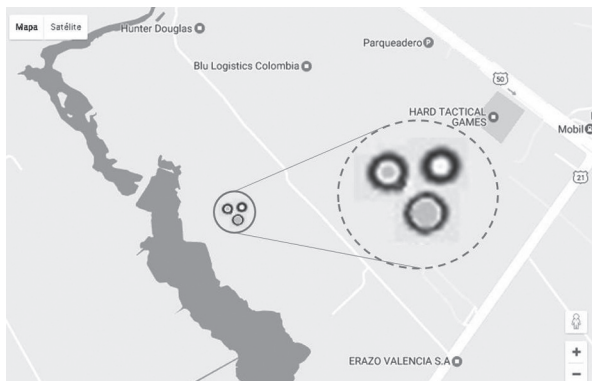 Mapa Satélite
Hunter Douglas
Parqueadero P
Blu Logistics Colombia
50
HARD TACTICAL
GAMES
Mobil
21
ERAZO VALENCIA S.A
+
−